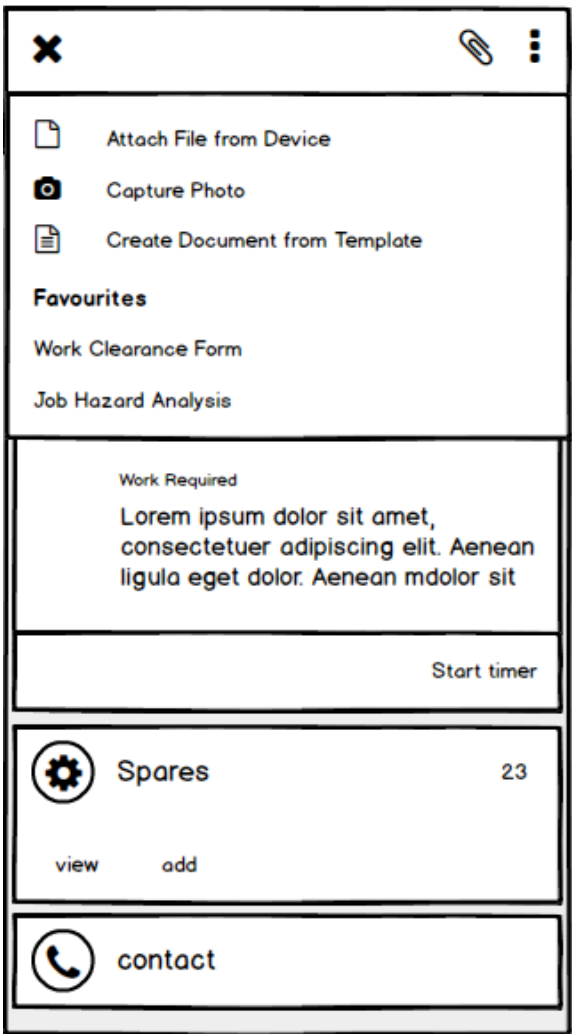 Attach File from Device
Capture Photo
Create Document from Template
Favourites
Work Clearance Form
Job Hazard Analysis
Work Required
Lorem ipsum dolor sit amet,
consectetuer adipiscing elit. Aenean
ligula eget dolor. Aenean mdolor sit
Start timer
Spares 23
view add
contact